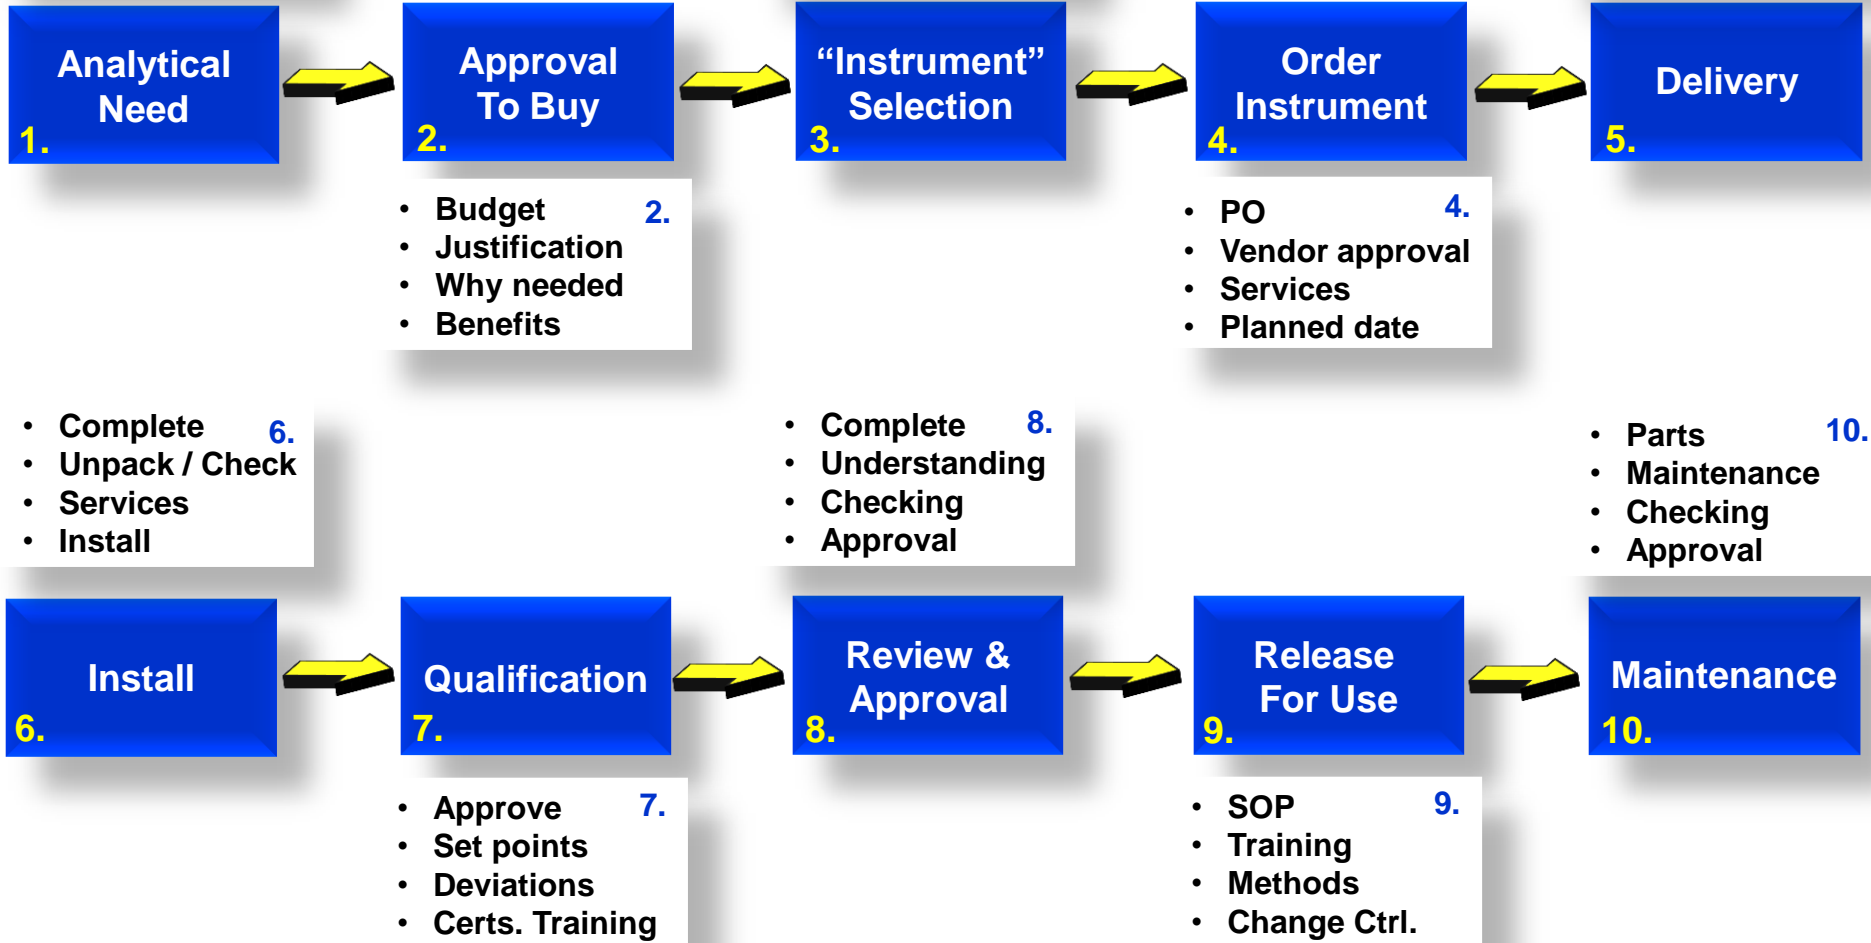 Analytical
Need
1.
Approval
To Buy
2.
“Instrument”
Selection
3.
Order
Instrument
4.
Delivery
5.
• Budget 2.
• Justification
• Why needed
• Benefits
• PO 4.
• Vendor approval
• Services
• Planned date
• Complete 6.
• Unpack / Check
• Services
• Install
• Complete 8.
• Understanding
• Checking
• Approval
• Parts 10.
• Maintenance
• Checking
• Approval
Install
6.
Qualification
7.
Review &
Approval
8.
Release
For Use
9.
Maintenance
10.
• Approve 7.
• Set points
• Deviations
• Certs. Training
• SOP 9.
• Training
• Methods
• Change Ctrl.